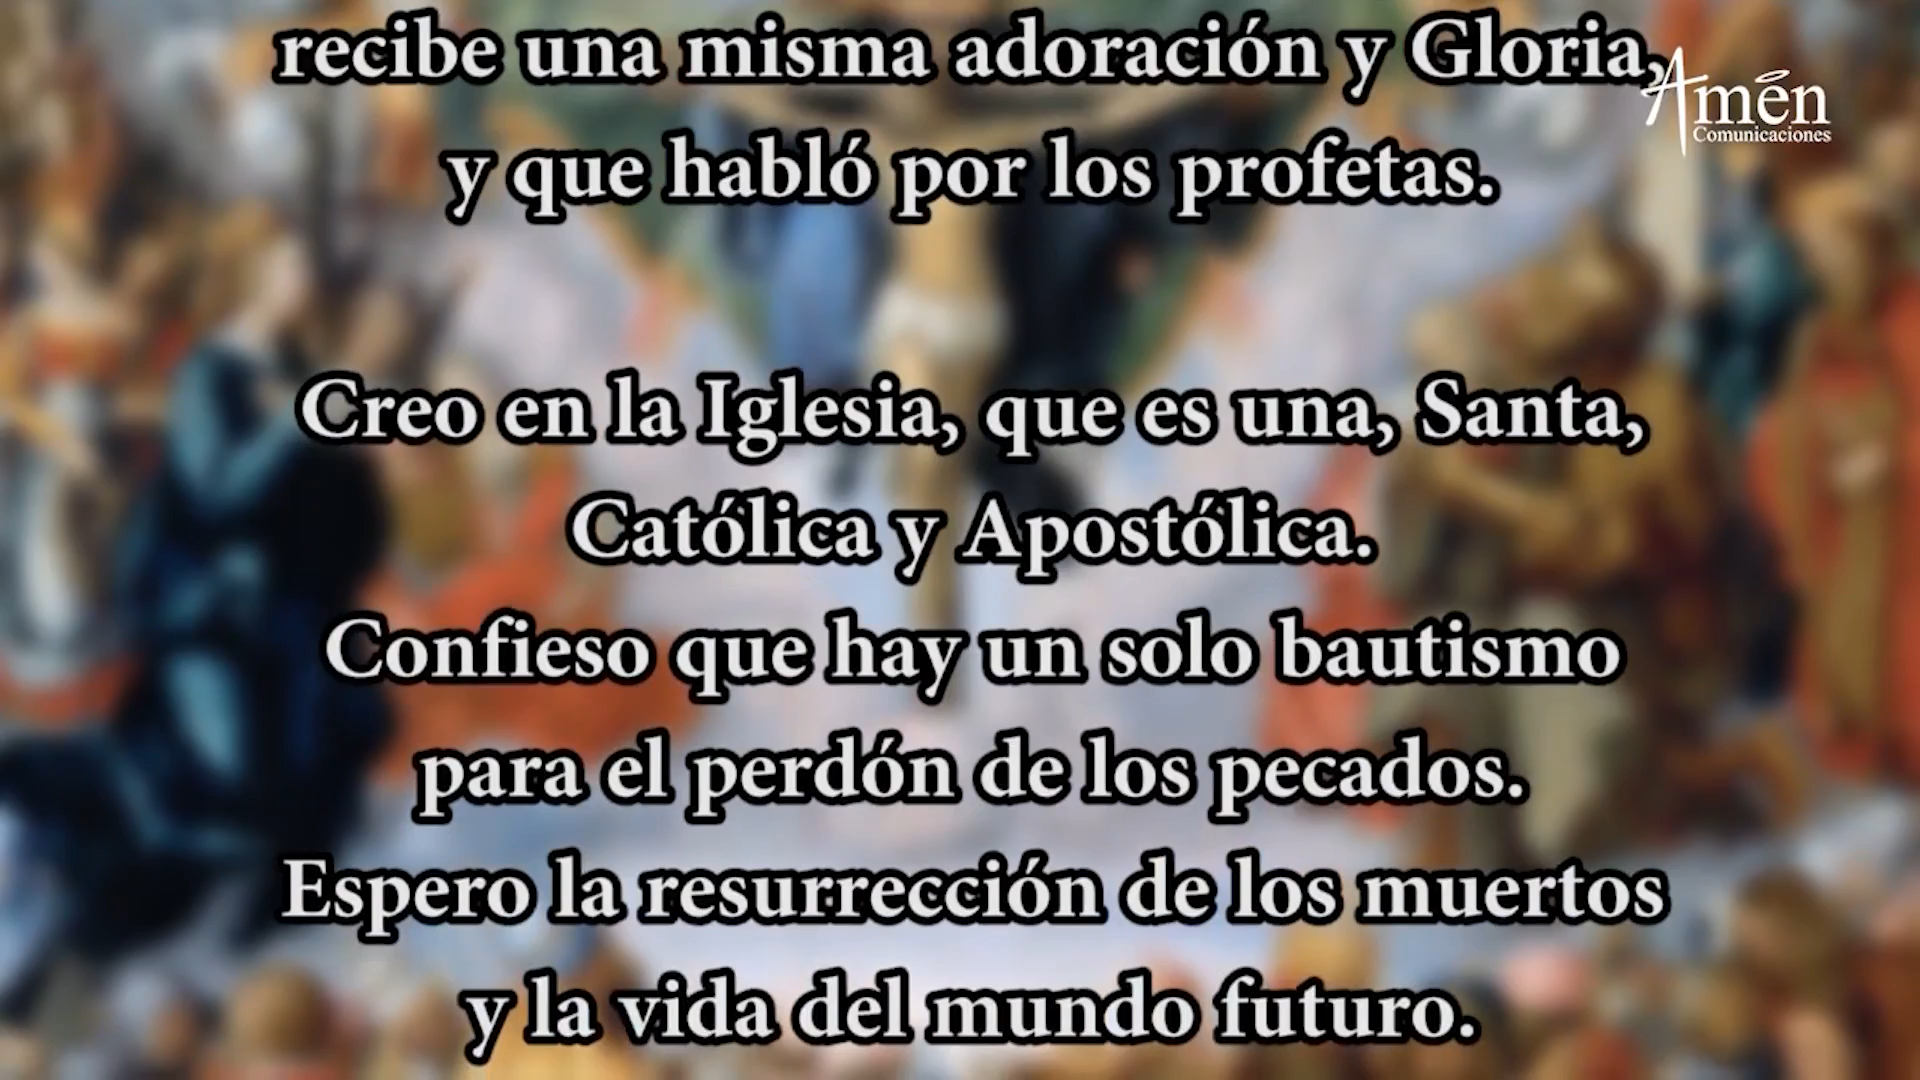 recibe una misma adoración y Gloria,
Amén
Comunicaciones
y que habló por los profetas.
Creo en la Iglesia, que es una, Santa,
Católica y Apostólica.
Confieso que hay un solo bautismo
para el perdón de los pecados.
Espero la resurrección de los muertos
y la vida del mundo futuro.